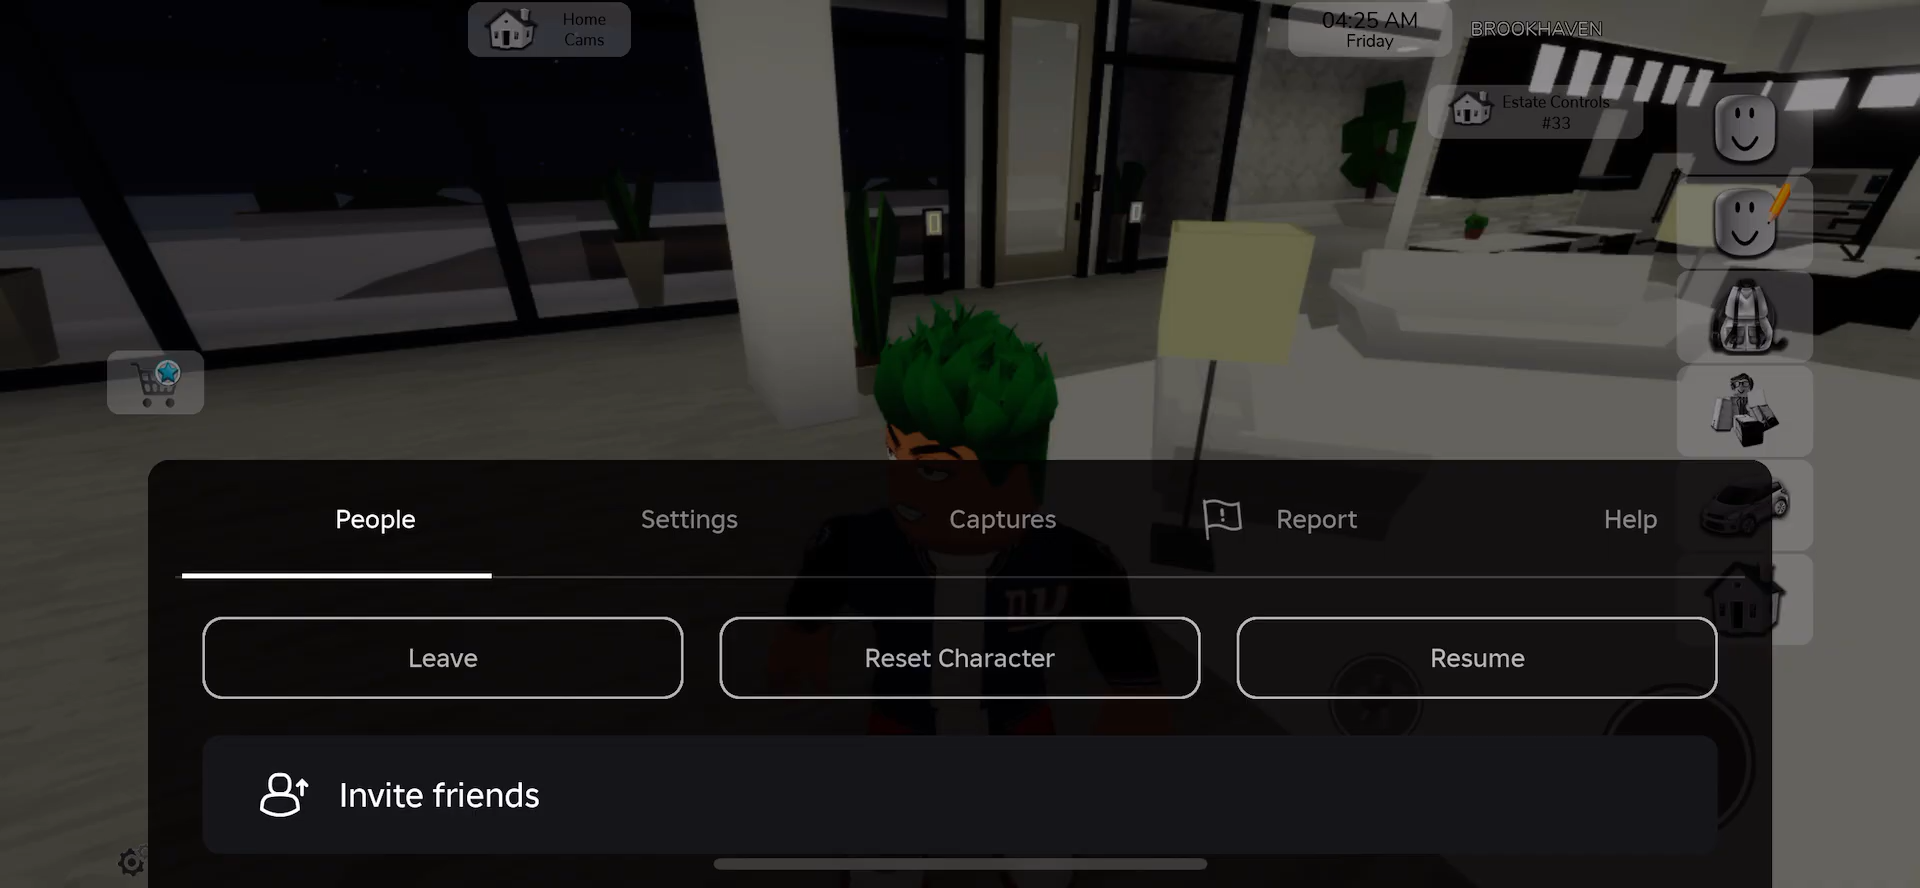 Home
Cams
04:25 AM
Friday
BROOKHAVEN
Estate Controls
#33
People
Settings
Captures
Report
Help
Leave
Reset Character
Resume
Invite friends